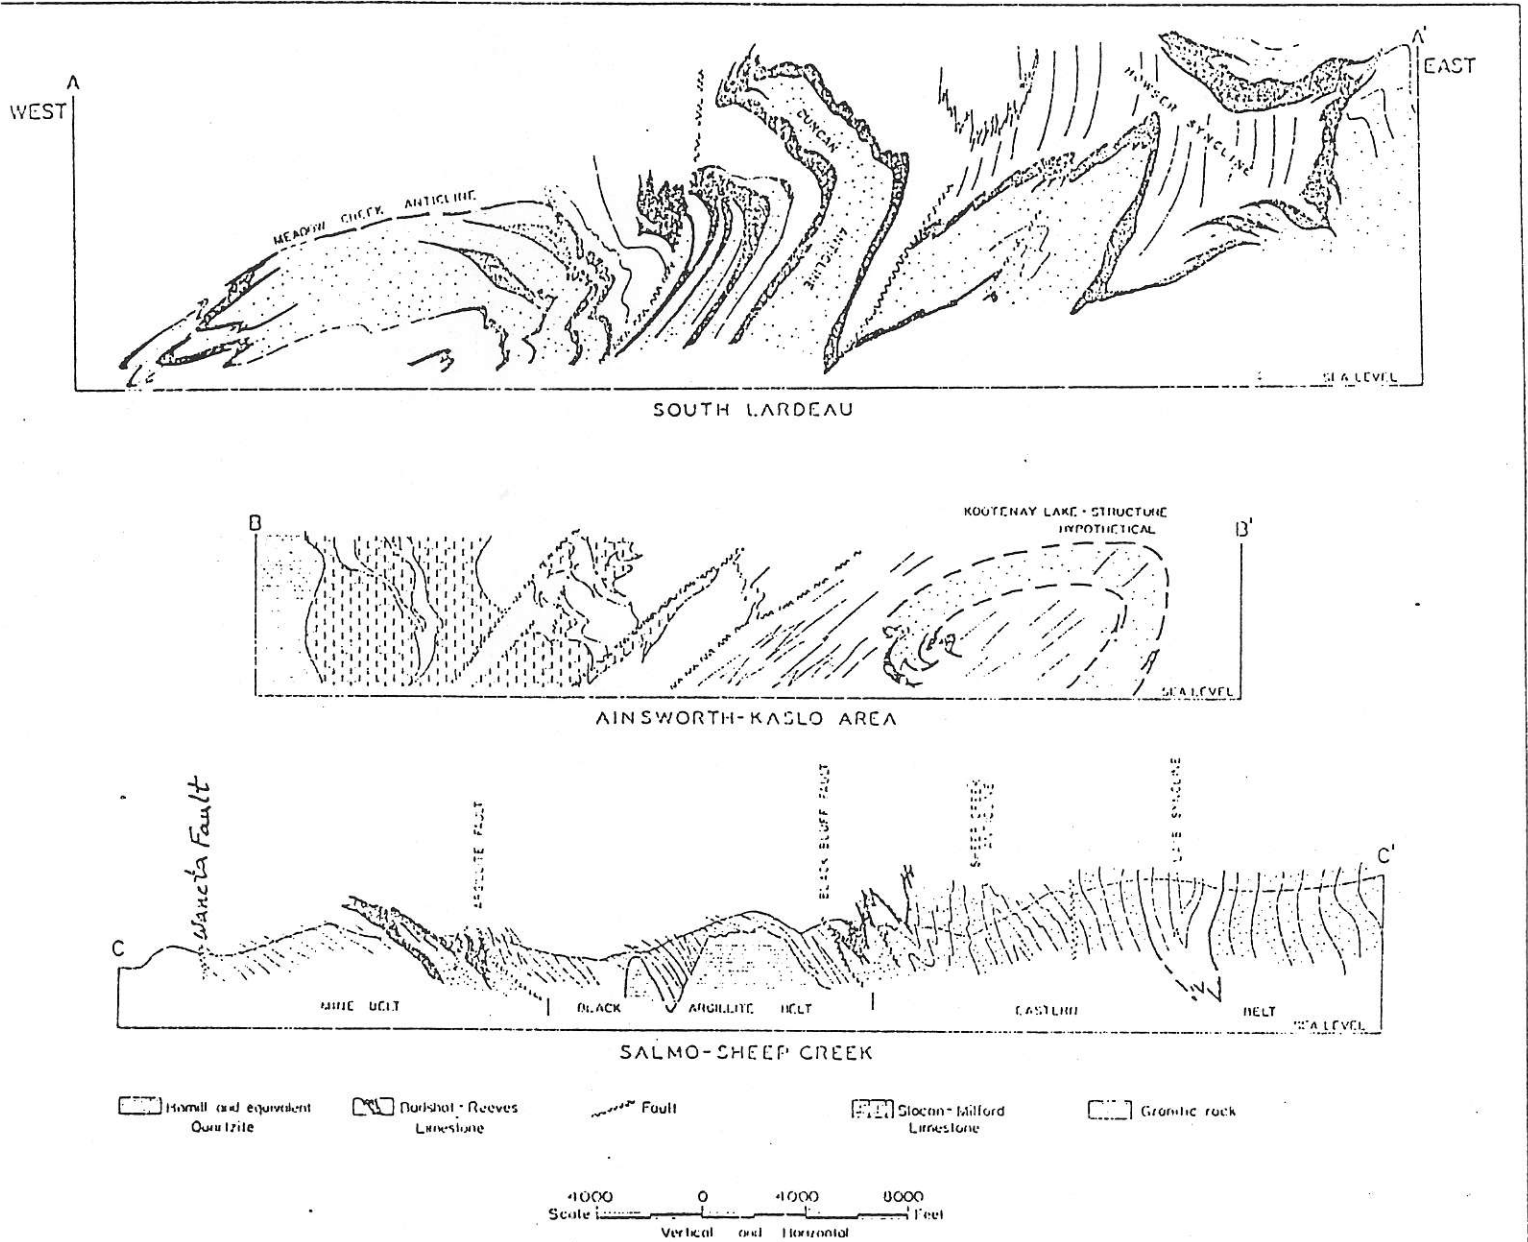 A
WEST
A'
EAST
MEADOW CREEK ANTICLINE
DUNCAN
ANTICLINE
HOWSER SYNCLINE
SEA LEVEL
SOUTH LARDEAU
B
KOOTENAY LAKE - STRUCTURE
HYPOTHETICAL
B'
SEA LEVEL
AINSWORTH-KASLO AREA
Waneta Fault
ARGILLITE FAULT
BLACK BLUFF FAULT
SHEEP CREEK
ANTICLINE
LAIB SYNCLINE
C
C'
MINE BELT
BLACK ARGILLITE BELT
EASTERN BELT
SEA LEVEL
SALMO-SHEEP CREEK
Hamill and equivalent
Quartzite
Badshot - Reeves
Limestone
Fault
Slocan - Milford
Limestone
Granitic rock
4000 0 4000 8000
Scale Feet
Vertical and Horizontal